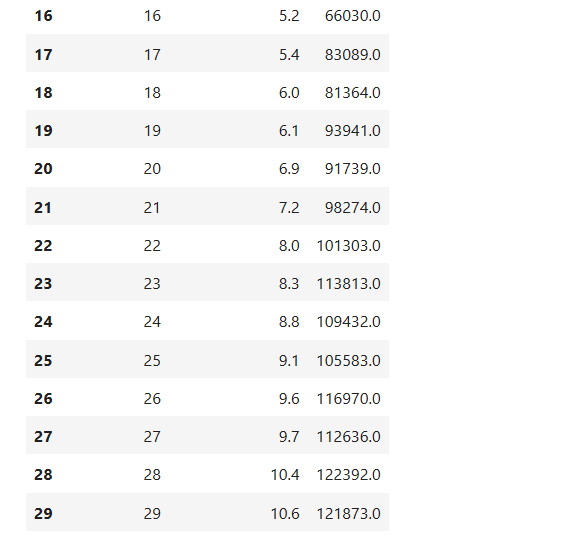 16 16 5.2 66030.0
17 17 5.4 83089.0
18 18 6.0 81364.0
19 19 6.1 93941.0
20 20 6.9 91739.0
21 21 7.2 98274.0
22 22 8.0 101303.0
23 23 8.3 113813.0
24 24 8.8 109432.0
25 25 9.1 105583.0
26 26 9.6 116970.0
27 27 9.7 112636.0
28 28 10.4 122392.0
29 29 10.6 121873.0